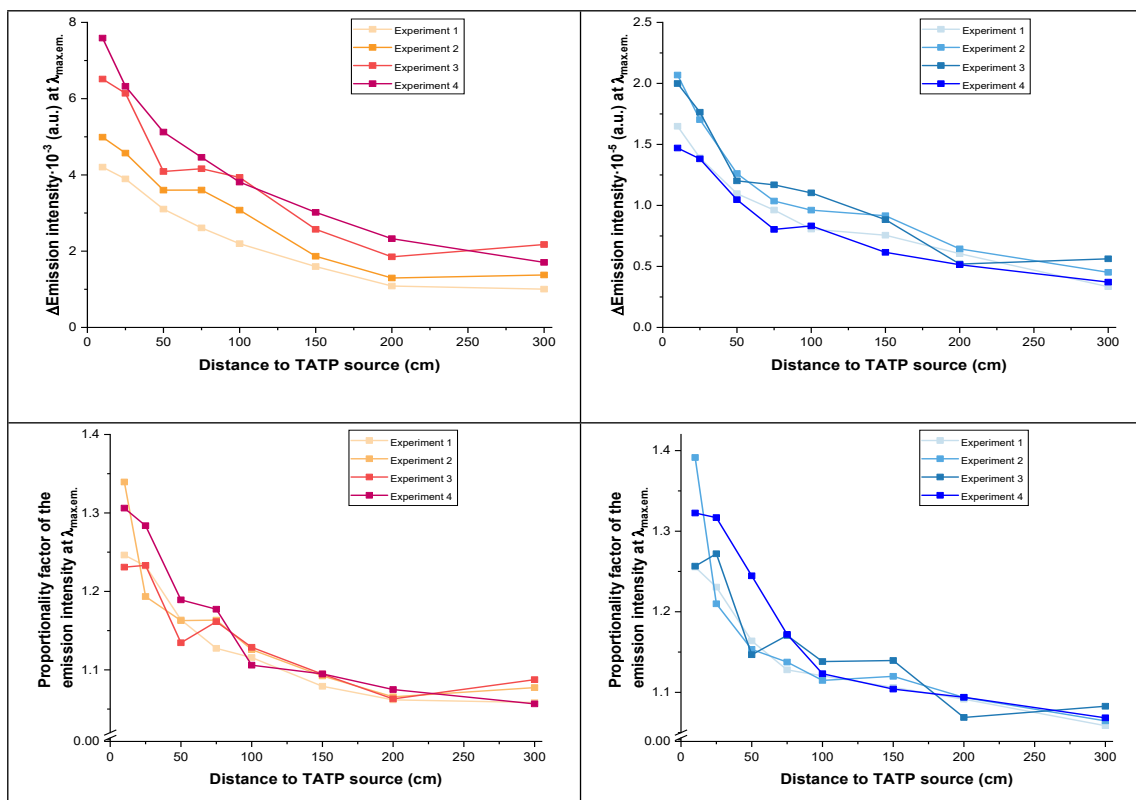 ΔEmission intensity·10⁻³ (a.u.) at λmax.em.
8
6
4
2
0
Experiment 1
Experiment 2
Experiment 3
Experiment 4
0 50 100 150 200 250 300
Distance to TATP source (cm)
ΔEmission intensity·10⁻⁵ (a.u.) at λmax.em.
2.5
2.0
1.5
1.0
0.5
0.0
Experiment 1
Experiment 2
Experiment 3
Experiment 4
0 50 100 150 200 250 300
Distance to TATP source (cm)
Proportionality factor of the
emission intensity at λmax.em.
1.4
1.3
1.2
1.1
0.00
Experiment 1
Experiment 2
Experiment 3
Experiment 4
0 50 100 150 200 250 300
Distance to TATP source (cm)
Proportionality factor of the
emission intensity at λmax.em.
1.4
1.3
1.2
1.1
0.00
Experiment 1
Experiment 2
Experiment 3
Experiment 4
0 50 100 150 200 250 300
Distance to TATP source (cm)